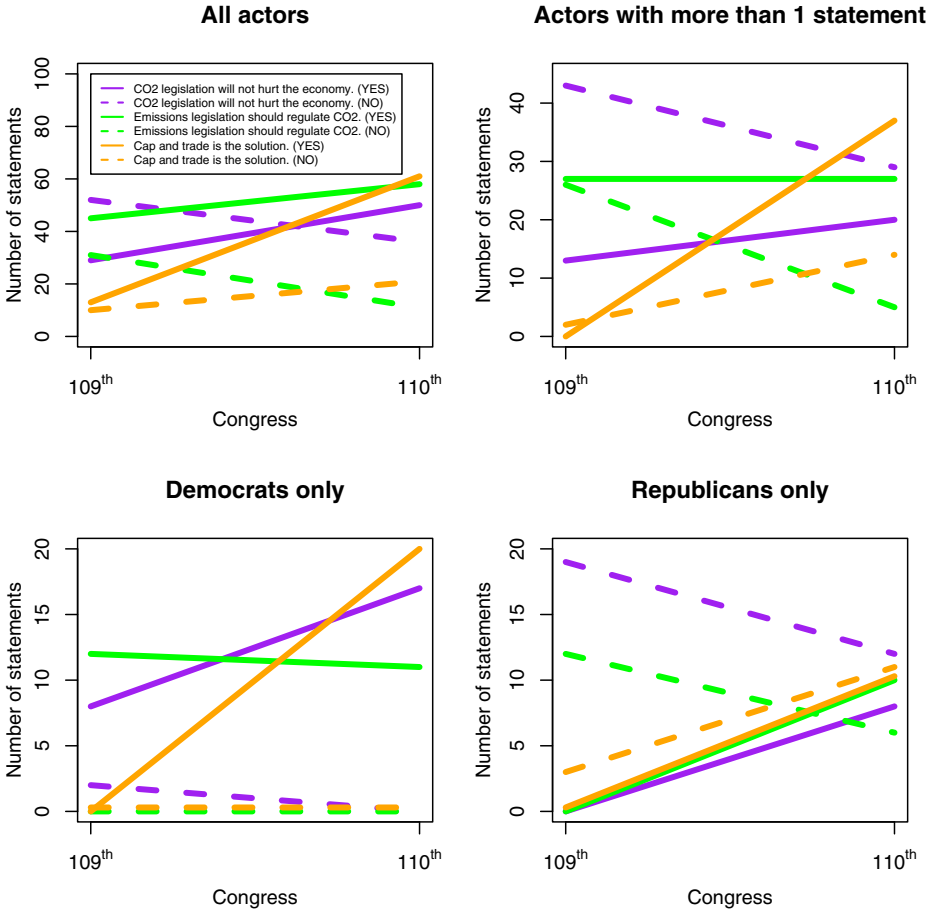 All actors
Number of statements
100
80
60
40
20
0
CO2 legislation will not hurt the economy. (YES)
CO2 legislation will not hurt the economy. (NO)
Emissions legislation should regulate CO2. (YES)
Emissions legislation should regulate CO2. (NO)
Cap and trade is the solution. (YES)
Cap and trade is the solution. (NO)
109th
110th
Congress
Actors with more than 1 statement
Number of statements
40
30
20
10
0
109th
110th
Congress
Democrats only
Number of statements
20
15
10
5
0
109th
110th
Congress
Republicans only
Number of statements
20
15
10
5
0
109th
110th
Congress